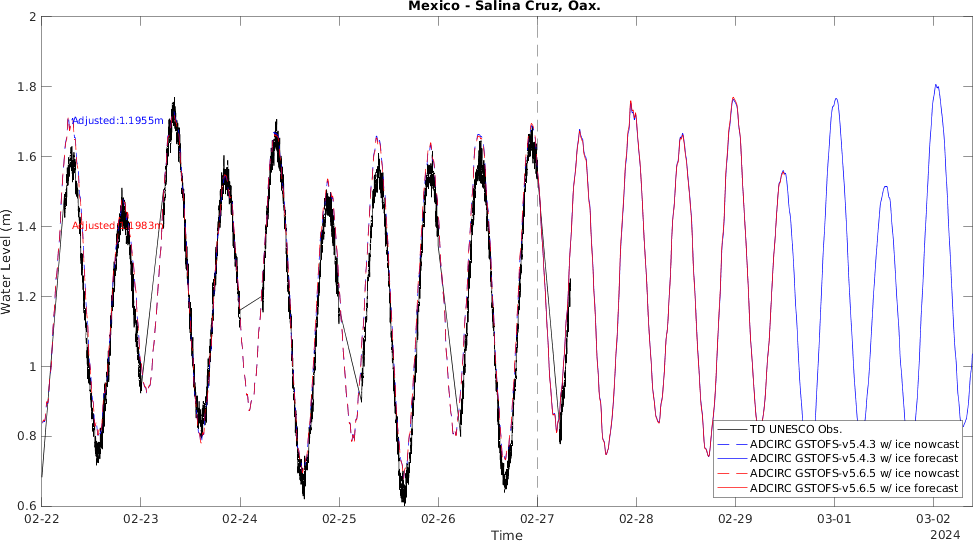 Mexico - Salina Cruz, Oax.
Water Level (m)
2
1.8
1.6
1.4
1.2
1
0.8
0.6
Adjusted:1.1955m
02-22
02-23
02-24
02-25
02-26
02-27
02-28
02-29
03-01
03-02
2024
Time
TD UNESCO Obs.
ADCIRC GSTOFS-v5.4.3 w/ ice nowcast
ADCIRC GSTOFS-v5.4.3 w/ ice forecast
ADCIRC GSTOFS-v5.6.5 w/ ice nowcast
ADCIRC GSTOFS-v5.6.5 w/ ice forecast